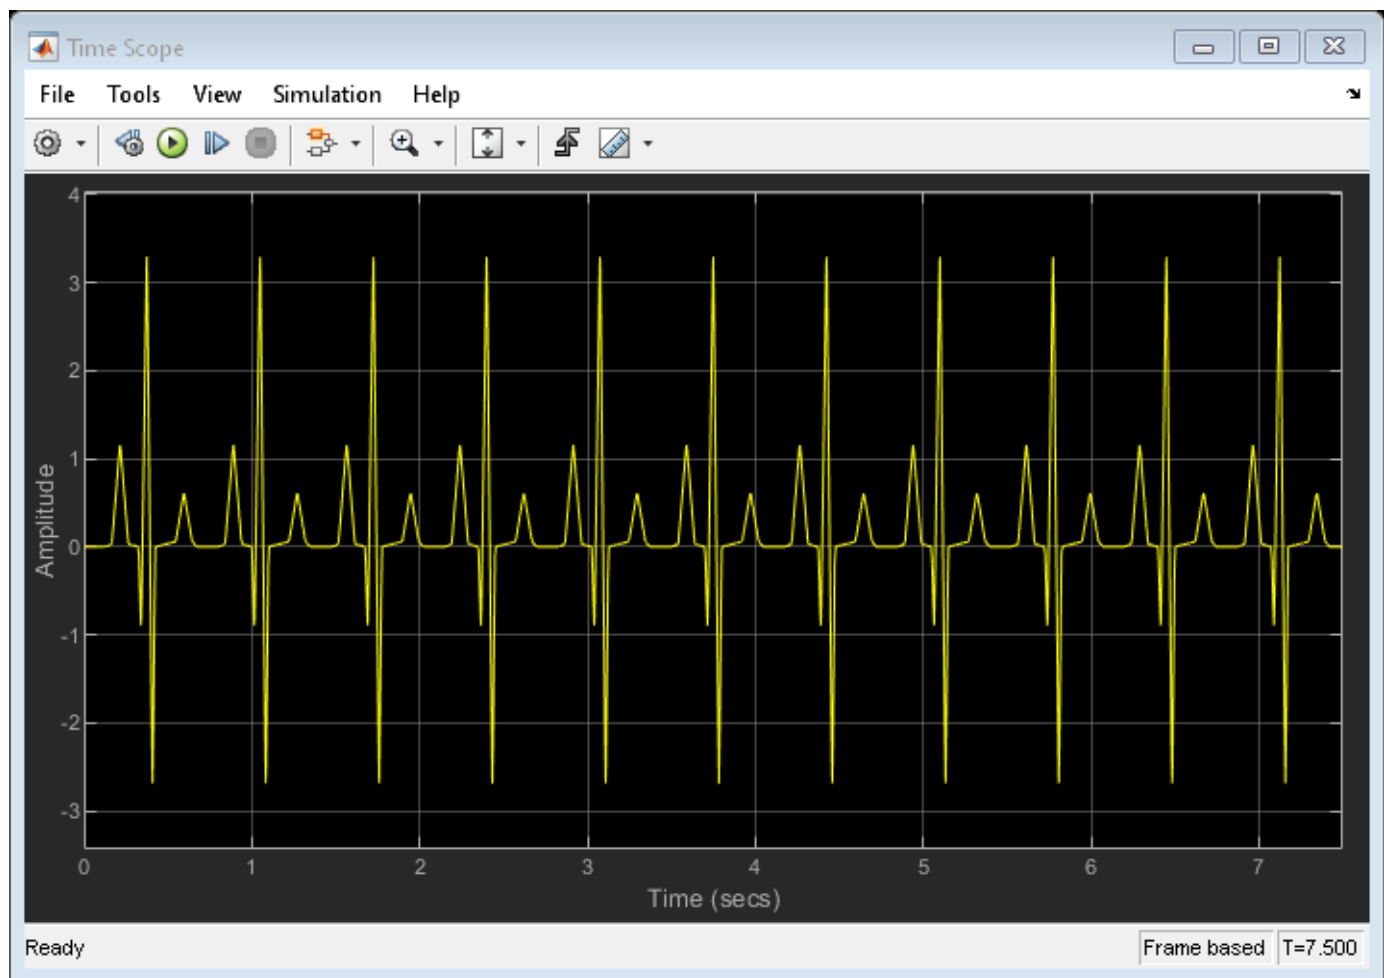 Time Scope
File Tools View Simulation Help
4
3
2
1
0
-1
-2
-3
Amplitude
0 1 2 3 4 5 6 7
Time (secs)
Ready Frame based T=7.500